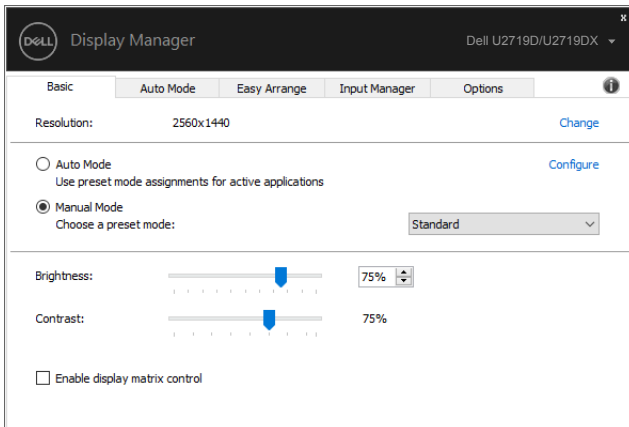 x
DELL Display Manager Dell U2719D/U2719DX
Basic Auto Mode Easy Arrange Input Manager Options i
Resolution: 2560x1440 Change
Auto Mode Configure
Use preset mode assignments for active applications
Manual Mode
Choose a preset mode: Standard
Brightness: 75%
Contrast: 75%
Enable display matrix control